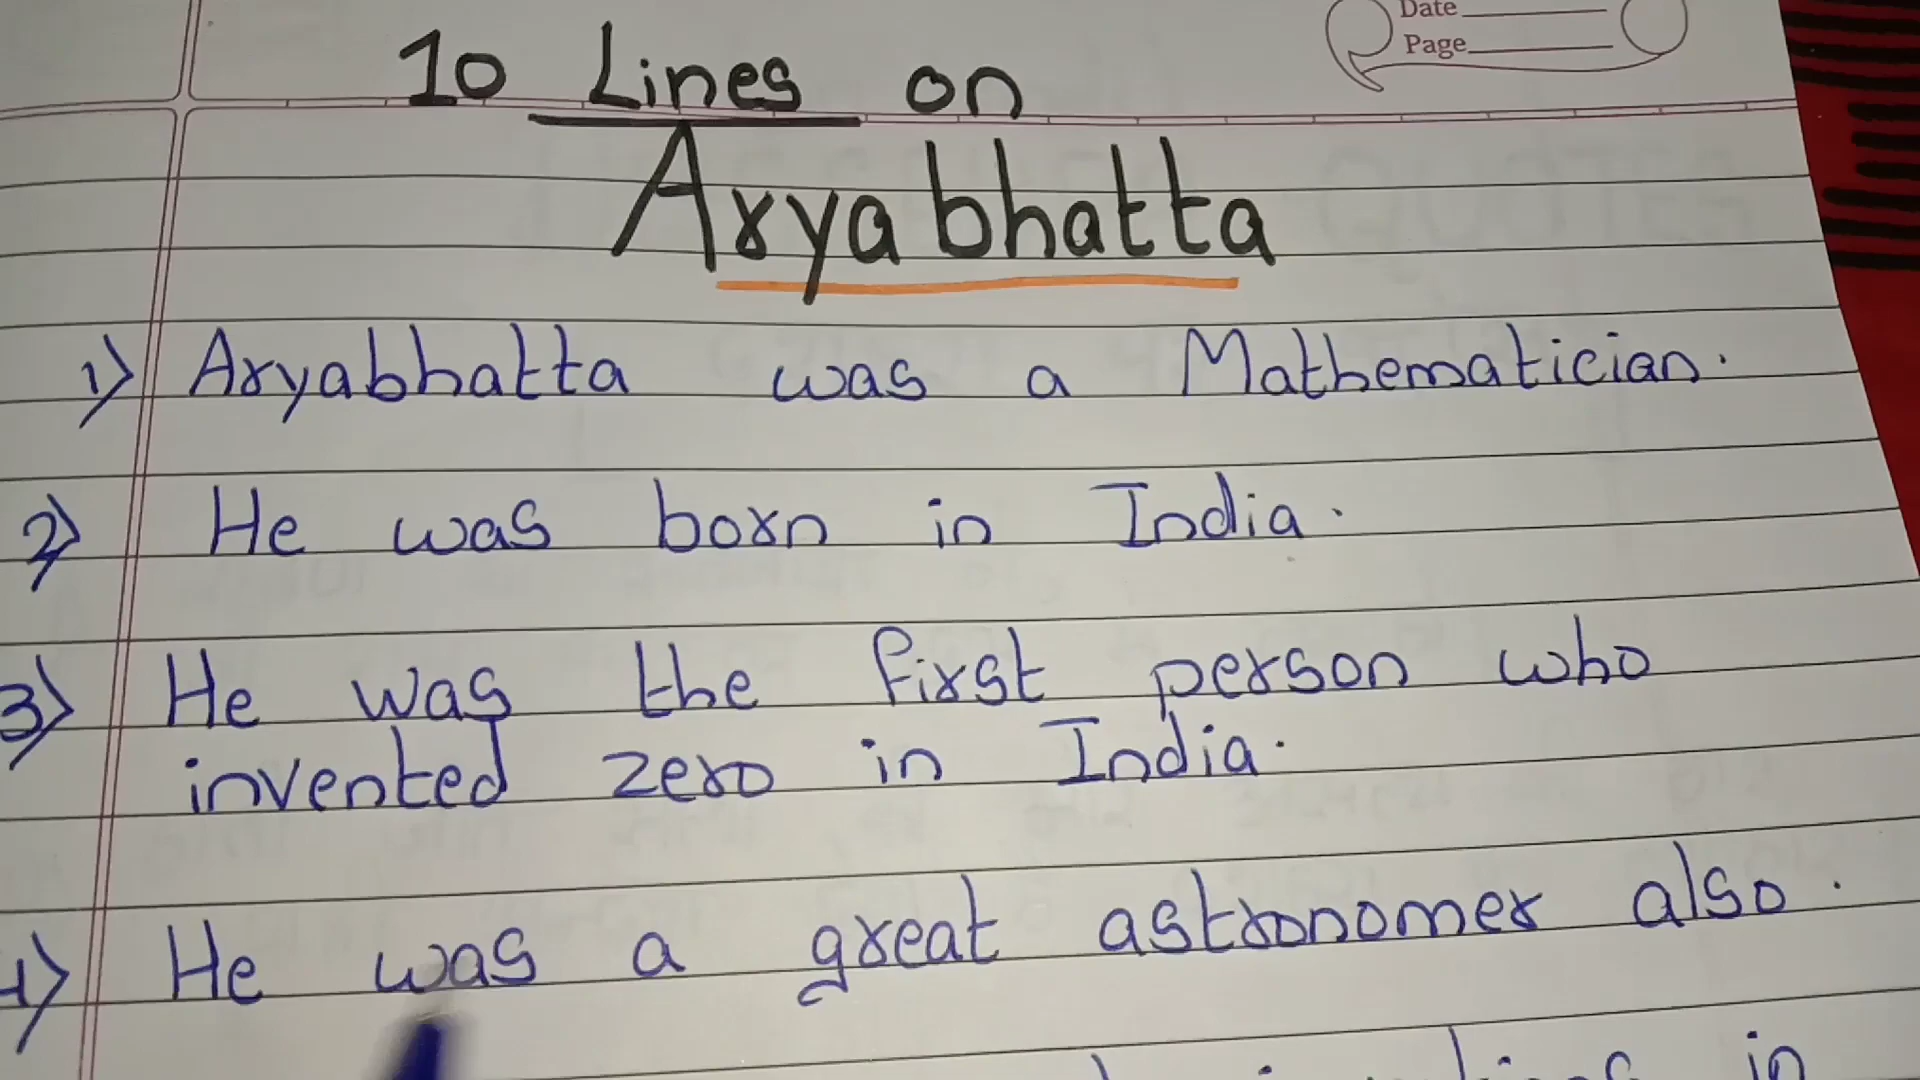 Date
Page
10 Lines on
Aryabhatta
1) Aryabhatta was a Mathematician.
2) He was born in India.
3) He was the first person who
invented zero in India.
4) He was a great astronomer also.
in